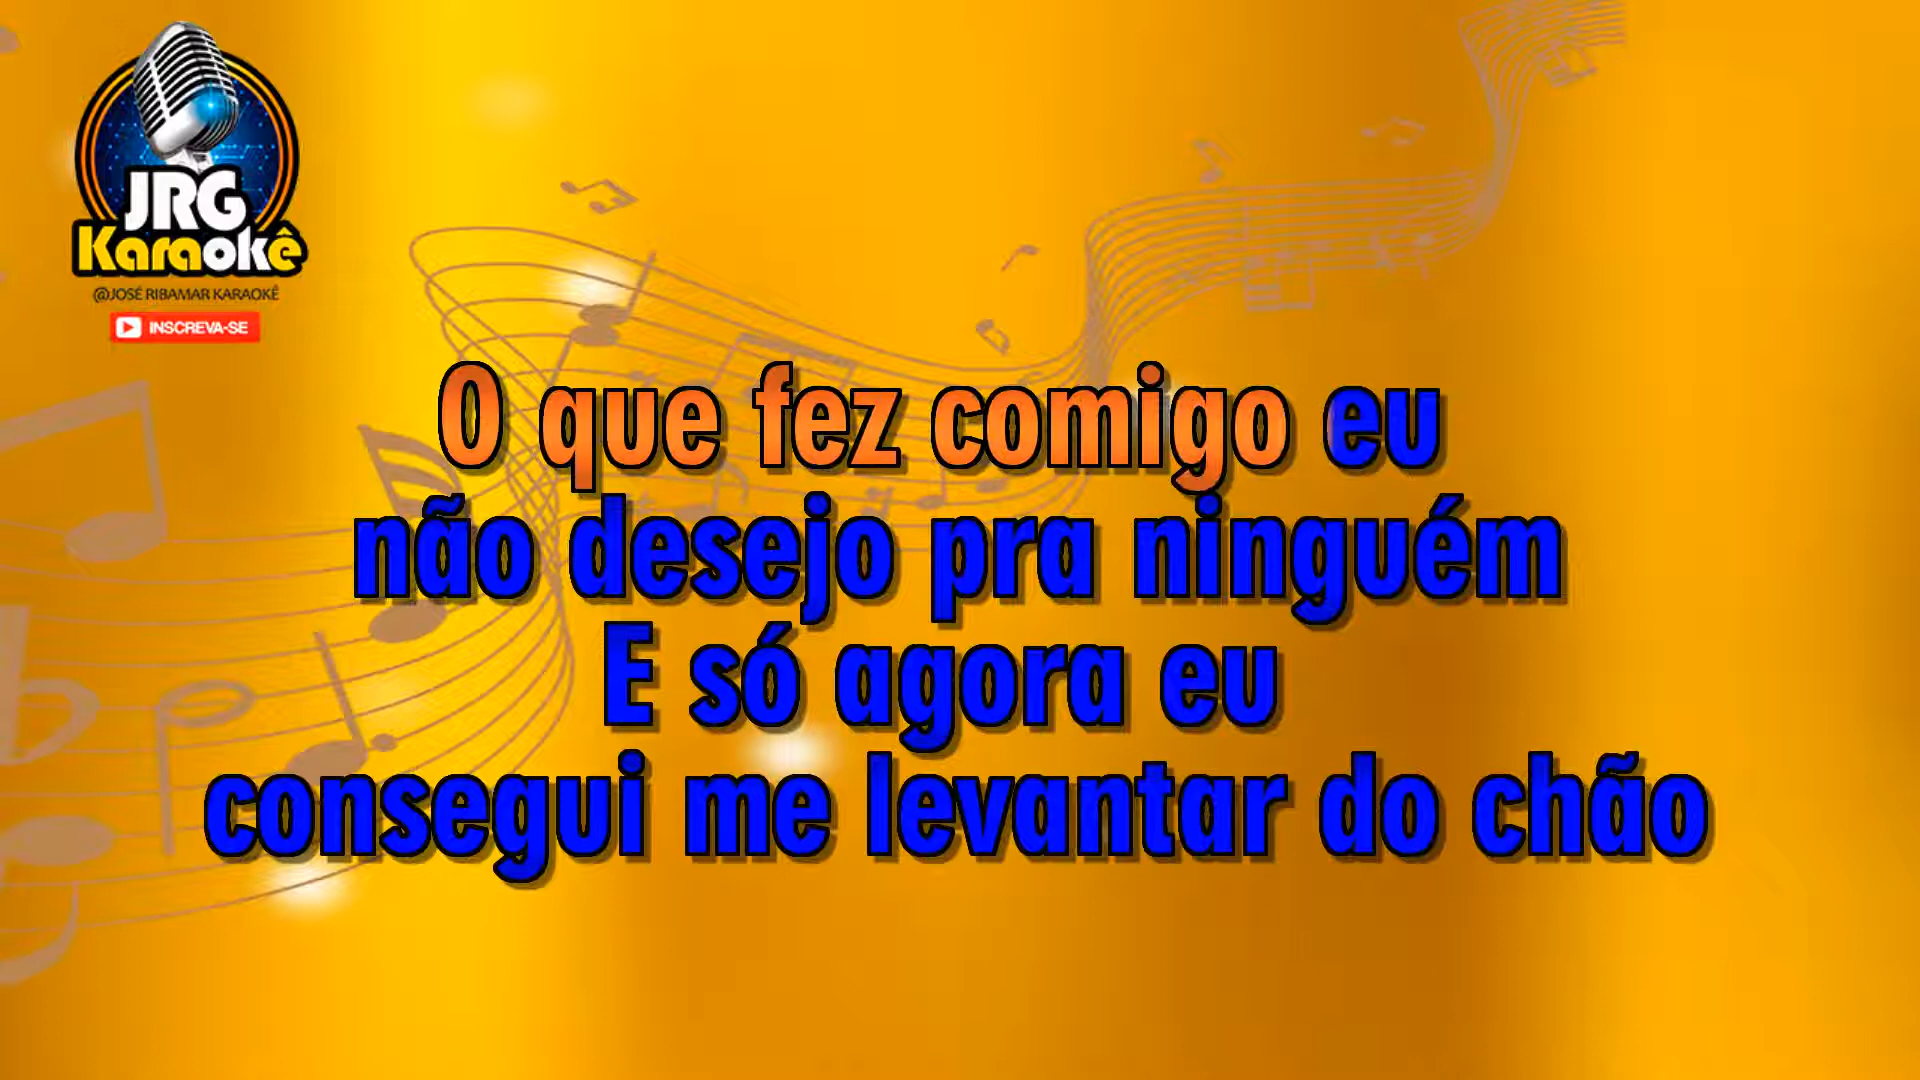 JRG
Karaokê
@JOSÉ RIBAMAR KARAOKÊ
INSCREVA-SE
O que fez comigo eu
não desejo pra ninguém
E só agora eu
consegui me levantar do chão